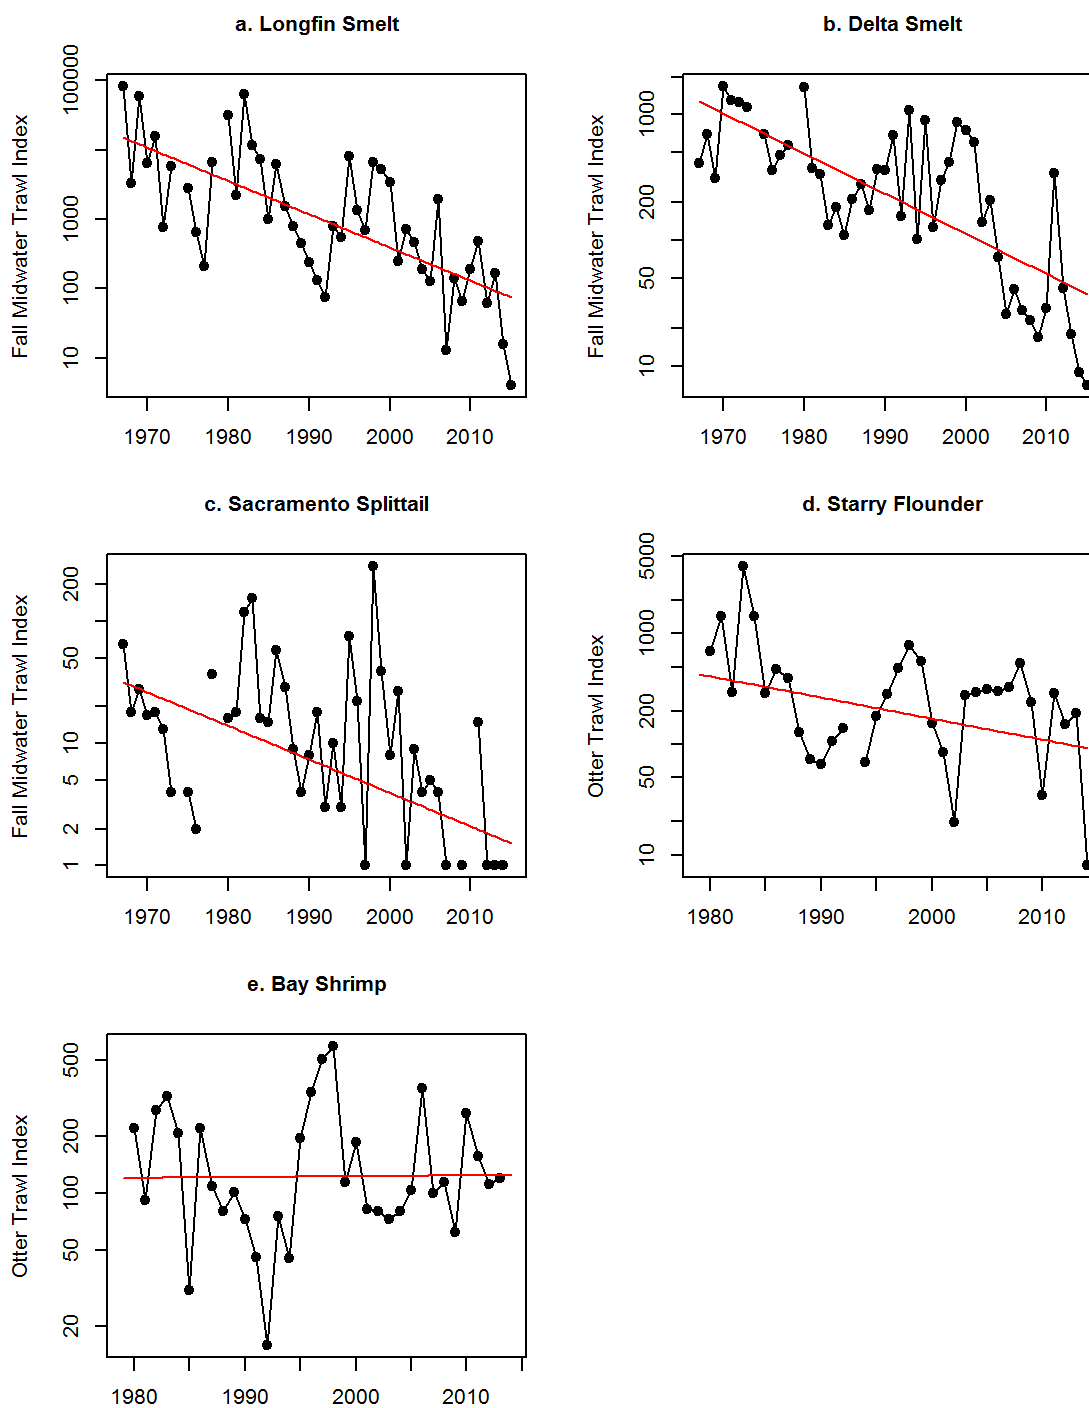 a. Longfin Smelt
Fall Midwater Trawl Index
100000
1000
100
10
1970 1980 1990 2000 2010
b. Delta Smelt
Fall Midwater Trawl Index
1000
200
50
10
1970 1980 1990 2000 2010
c. Sacramento Splittail
Fall Midwater Trawl Index
200
50
10
5
2
1
1970 1980 1990 2000 2010
d. Starry Flounder
Otter Trawl Index
5000
1000
200
50
10
1980 1990 2000 2010
e. Bay Shrimp
Otter Trawl Index
500
200
100
50
20
1980 1990 2000 2010